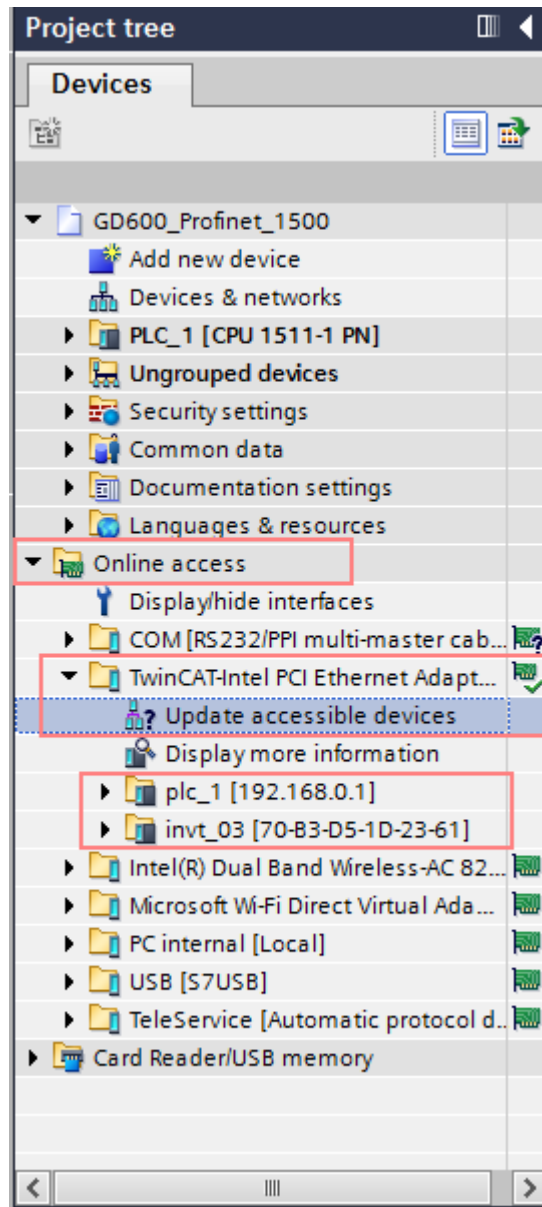 Project tree
Devices
GD600_Profinet_1500
Add new device
Devices & networks
PLC_1 [CPU 1511-1 PN]
Ungrouped devices
Security settings
Common data
Documentation settings
Languages & resources
Online access
Display/hide interfaces
COM [RS232/PPI multi-master cab...
TwinCAT-Intel PCI Ethernet Adapt...
Update accessible devices
Display more information
plc_1 [192.168.0.1]
invt_03 [70-B3-D5-1D-23-61]
Intel(R) Dual Band Wireless-AC 82...
Microsoft Wi-Fi Direct Virtual Ada...
PC internal [Local]
USB [S7USB]
TeleService [Automatic protocol d..
Card Reader/USB memory